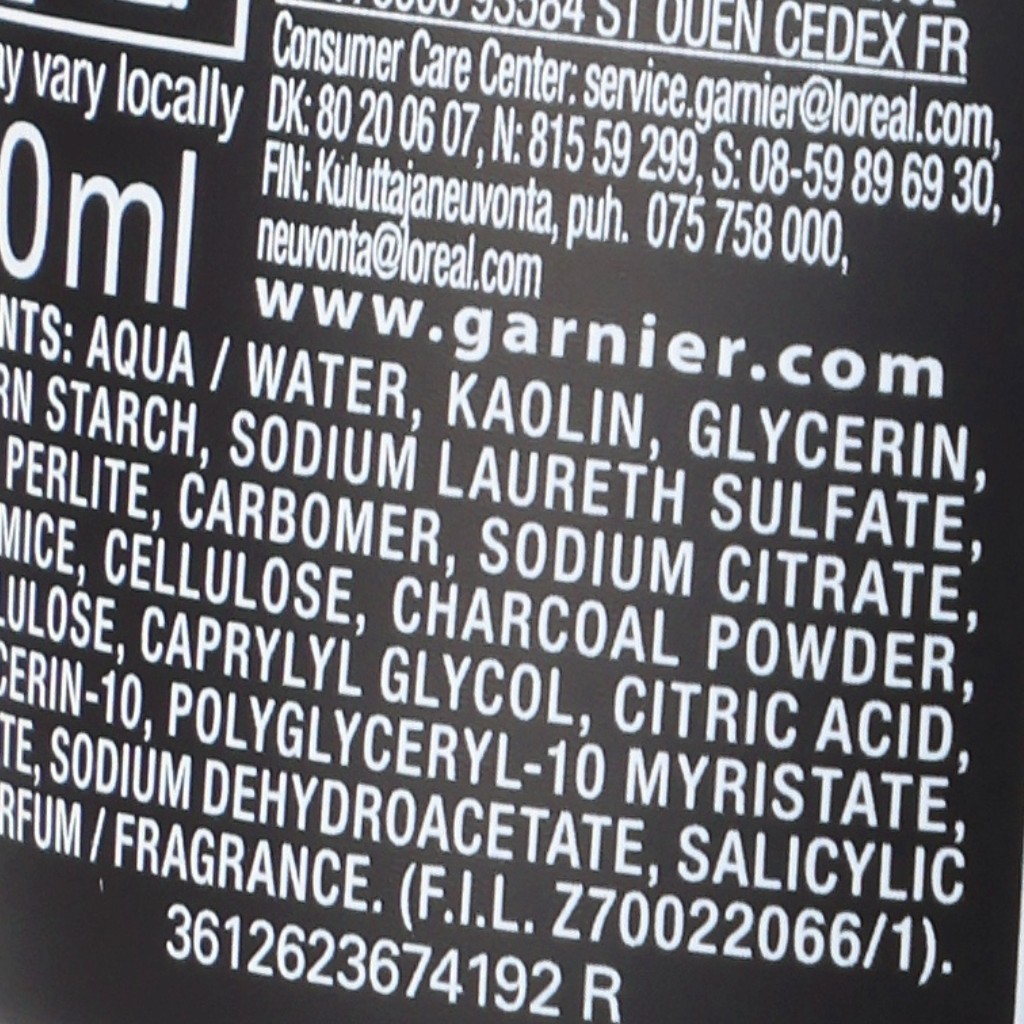 93584 ST OUEN CEDEX FR
Consumer Care Center: service.garnier@loreal.com,
vary locally
DK: 80 20 06 07, N: 815 59 299, S: 08-59 89 69 30,
FIN: Kuluttajaneuvonta, puh. 075 758 000,
neuvonta@loreal.com
0ml
www.garnier.com
NTS: AQUA / WATER, KAOLIN, GLYCERIN,
RN STARCH, SODIUM LAURETH SULFATE,
PERLITE, CARBOMER, SODIUM CITRATE,
MICE, CELLULOSE, CHARCOAL POWDER,
LULOSE, CAPRYLYL GLYCOL, CITRIC ACID,
CERIN-10, POLYGLYCERYL-10 MYRISTATE,
TE, SODIUM DEHYDROACETATE, SALICYLIC
RFUM / FRAGRANCE. (F.I.L. Z70022066/1).
3612623674192 R